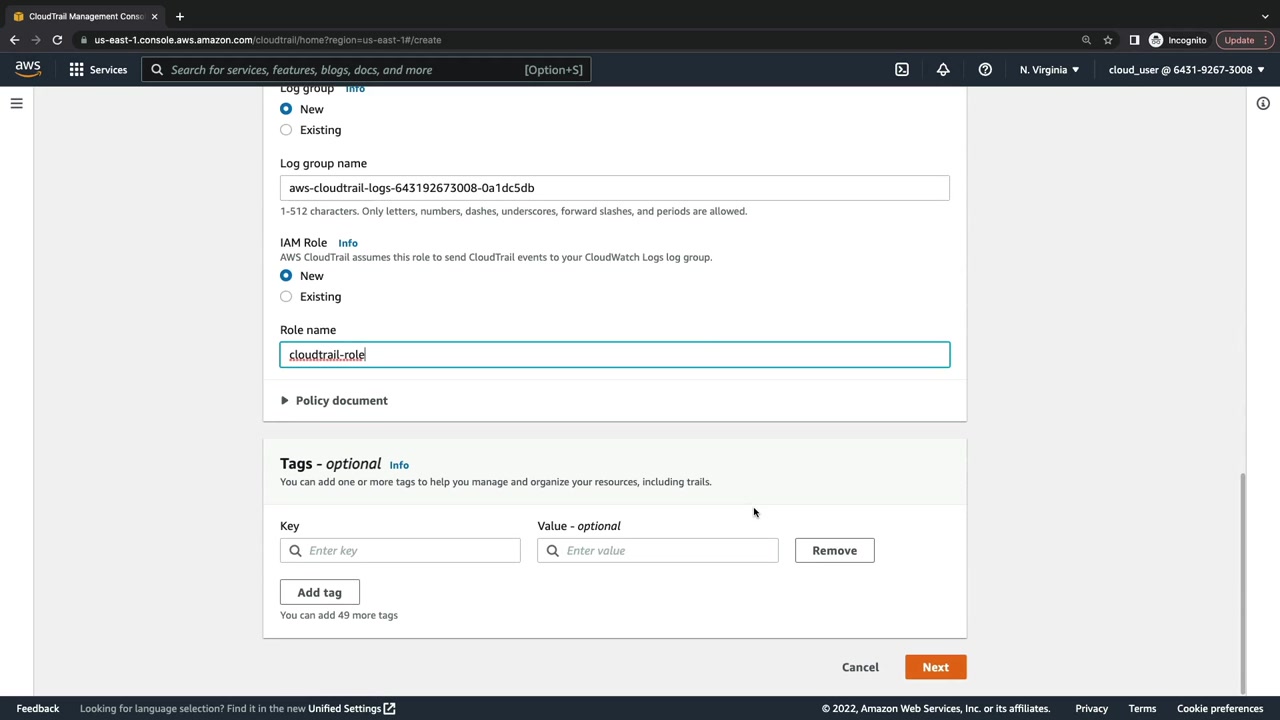 CloudTrail Management Conso
us-east-1.console.aws.amazon.com/cloudtrail/home?region=us-east-1#/create
Incognito
Update
aws
Services
Search for services, features, blogs, docs, and more
[Option+S]
N. Virginia
cloud_user @ 6431-9267-3008
Log group Info
New
Existing
Log group name
aws-cloudtrail-logs-643192673008-0a1dc5db
1-512 characters. Only letters, numbers, dashes, underscores, forward slashes, and periods are allowed.
IAM Role Info
AWS CloudTrail assumes this role to send CloudTrail events to your CloudWatch Logs log group.
New
Existing
Role name
cloudtrail-role
Policy document
Tags - optional Info
You can add one or more tags to help you manage and organize your resources, including trails.
Key
Value - optional
Enter key
Enter value
Remove
Add tag
You can add 49 more tags
Cancel
Next
Feedback
Looking for language selection? Find it in the new Unified Settings
© 2022, Amazon Web Services, Inc. or its affiliates.
Privacy
Terms
Cookie preferences